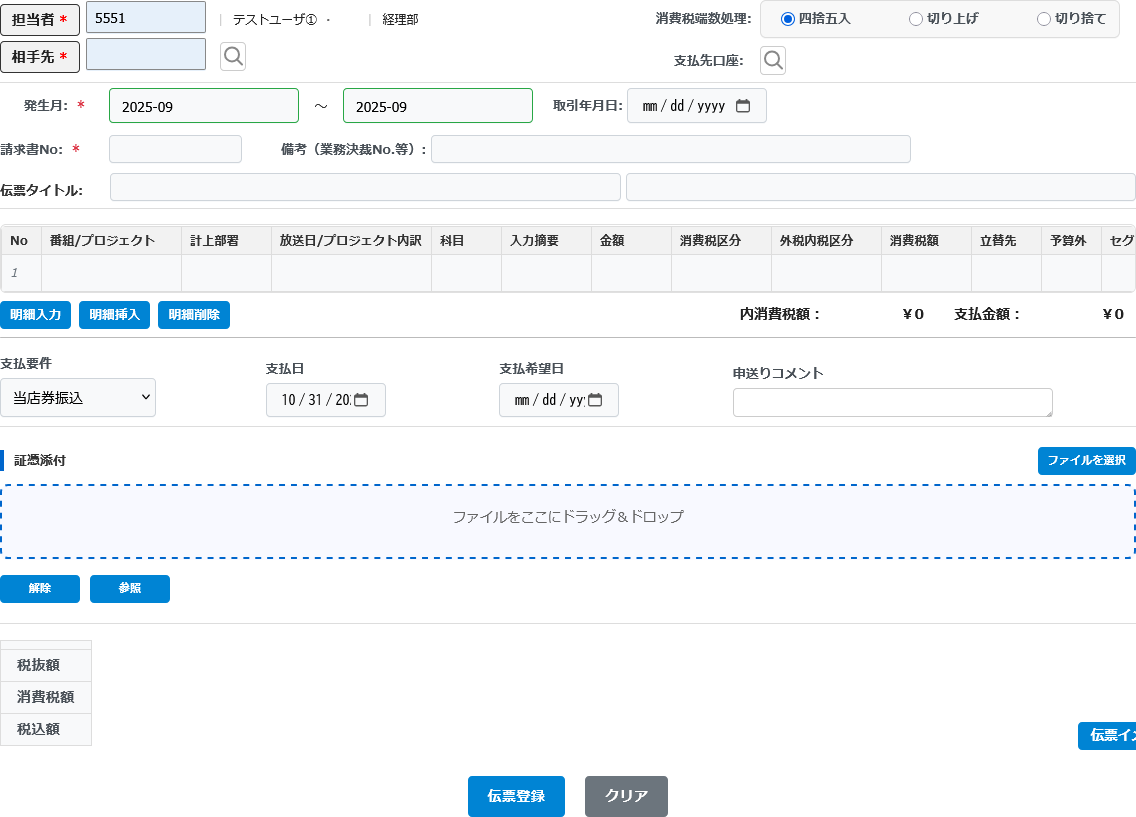 担当者 * 5551 | テストユーザ① ・ | 経理部 消費税端数処理: 四捨五入 切り上げ 切り捨て
相手先 * 支払先口座:
発生月: * 2025-09 ～ 2025-09 取引年月日: mm/dd/yyyy
請求書No: * 備考（業務決裁No.等）:
伝票タイトル:
No 番組/プロジェクト 計上部署 放送日/プロジェクト内訳 科目 入力摘要 金額 消費税区分 外税内税区分 消費税額 立替先 予算外 セグ
1
明細入力 明細挿入 明細削除 内消費税額： ¥0 支払金額： ¥0
支払要件 支払日 支払希望日 申送りコメント
当店券振込 10/31/20 mm/dd/yy
証憑添付 ファイルを選択
ファイルをここにドラッグ＆ドロップ
解除 参照
税抜額
消費税額
税込額
伝票イ
伝票登録 クリア